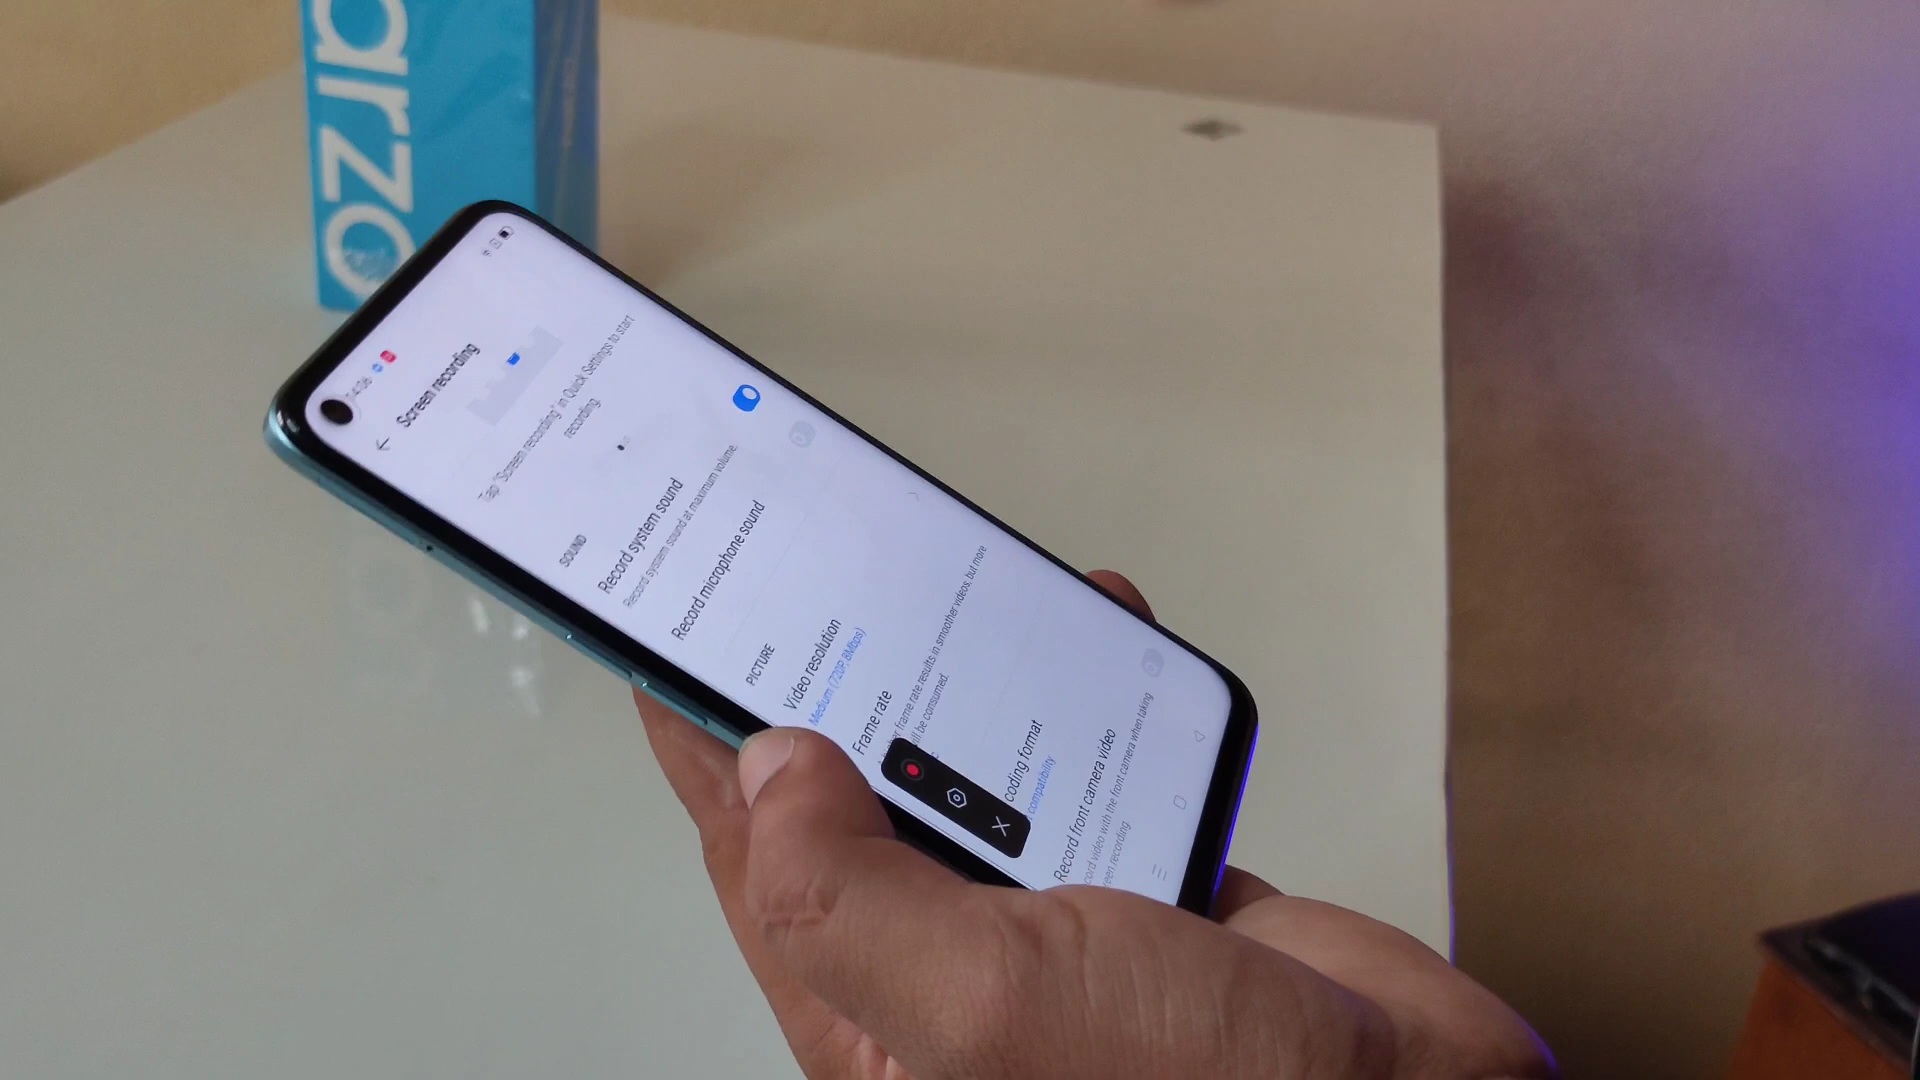 arzo
Screen recording
Tap "Screen recording" in Quick Settings to start
recording.
SOUND
Record system sound
Record system sound at maximum volume.
Record microphone sound
PICTURE
Video resolution
Medium (720P, 8Mbps)
Frame rate
frame rate results in smoother videos, but more
will be consumed.
coding format
compatibility
Record front camera video
cord video with the front camera when taking
reen recording.